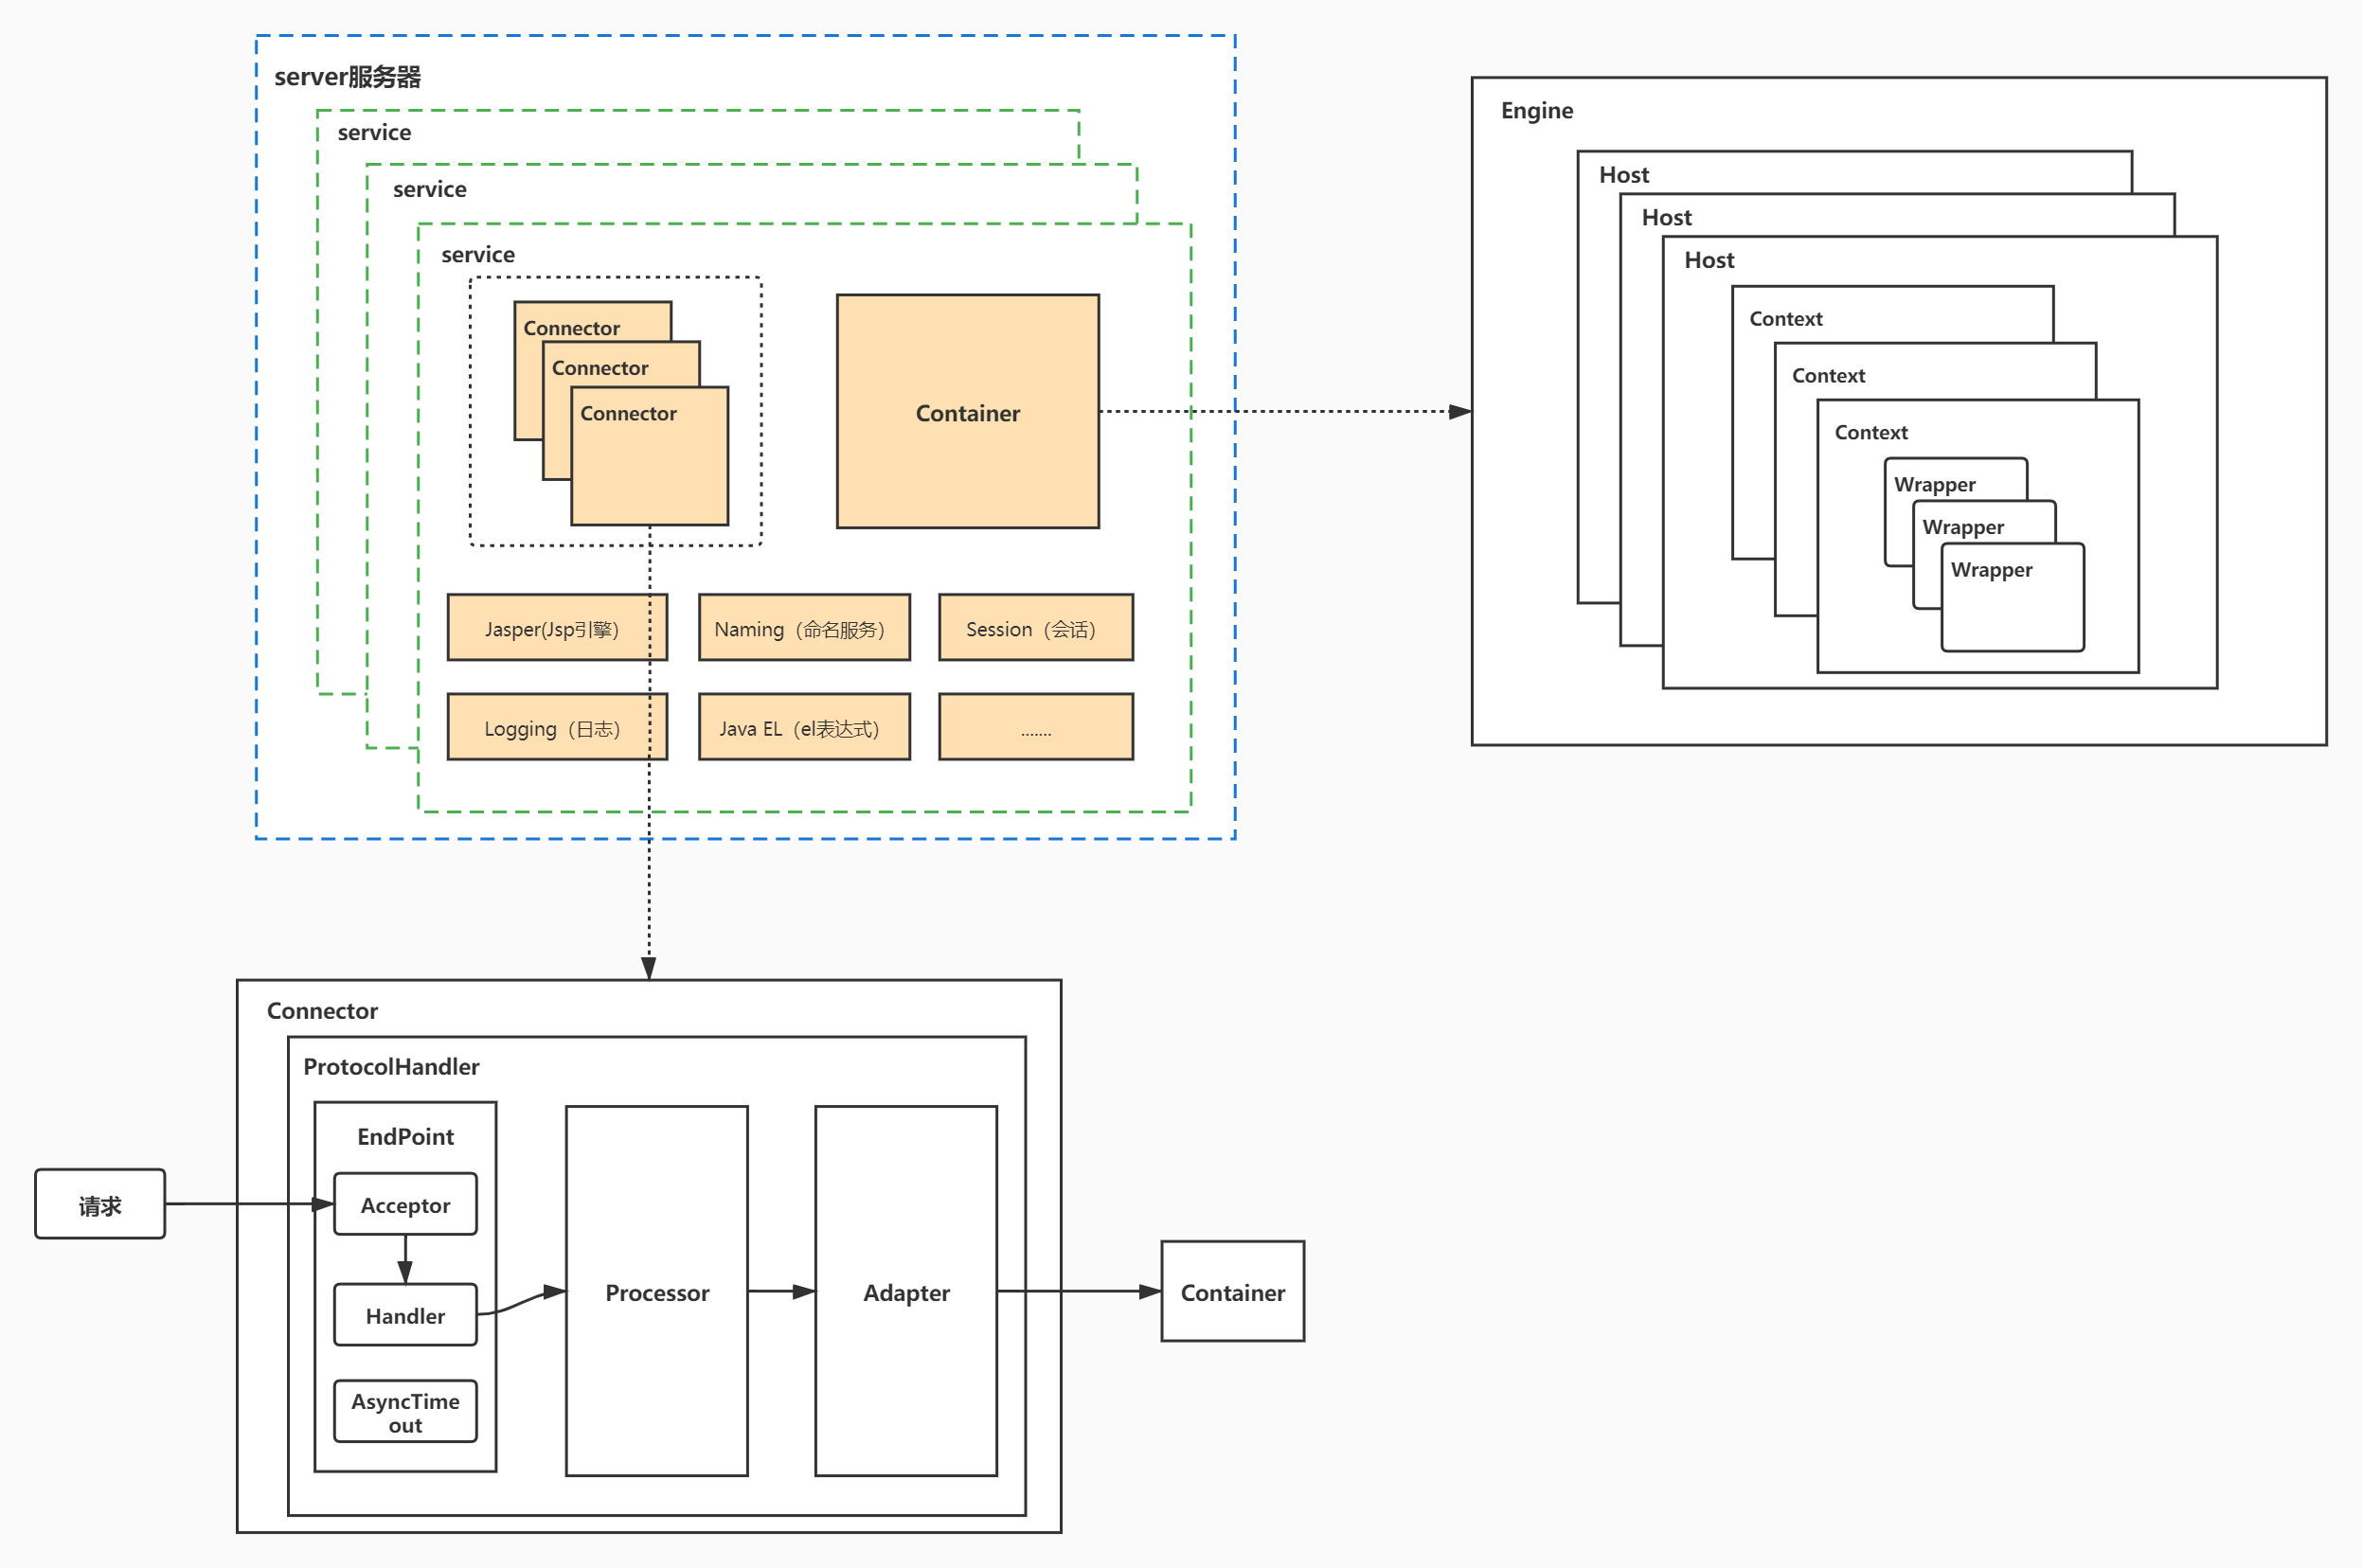 server服务器
service
service
service
Connector
Connector
Connector
Container
Jasper(Jsp引擎）
Naming（命名服务）
Session（会话）
Logging（日志）
Java EL（el表达式）
.......
Engine
Host
Host
Host
Context
Context
Context
Wrapper
Wrapper
Wrapper
Connector
ProtocolHandler
EndPoint
请求
Acceptor
Handler
AsyncTime
out
Processor
Adapter
Container